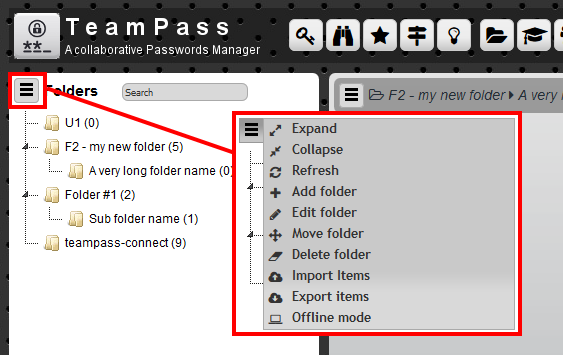 TeamPass
A collaborative Passwords Manager
Folders
Search
U1 (0)
F2 - my new folder (5)
A very long folder name (0)
Folder #1 (2)
Sub folder name (1)
teampass-connect (9)
F2 - my new folder A very l
Expand
Collapse
Refresh
Add folder
Edit folder
Move folder
Delete folder
Import Items
Export items
Offline mode